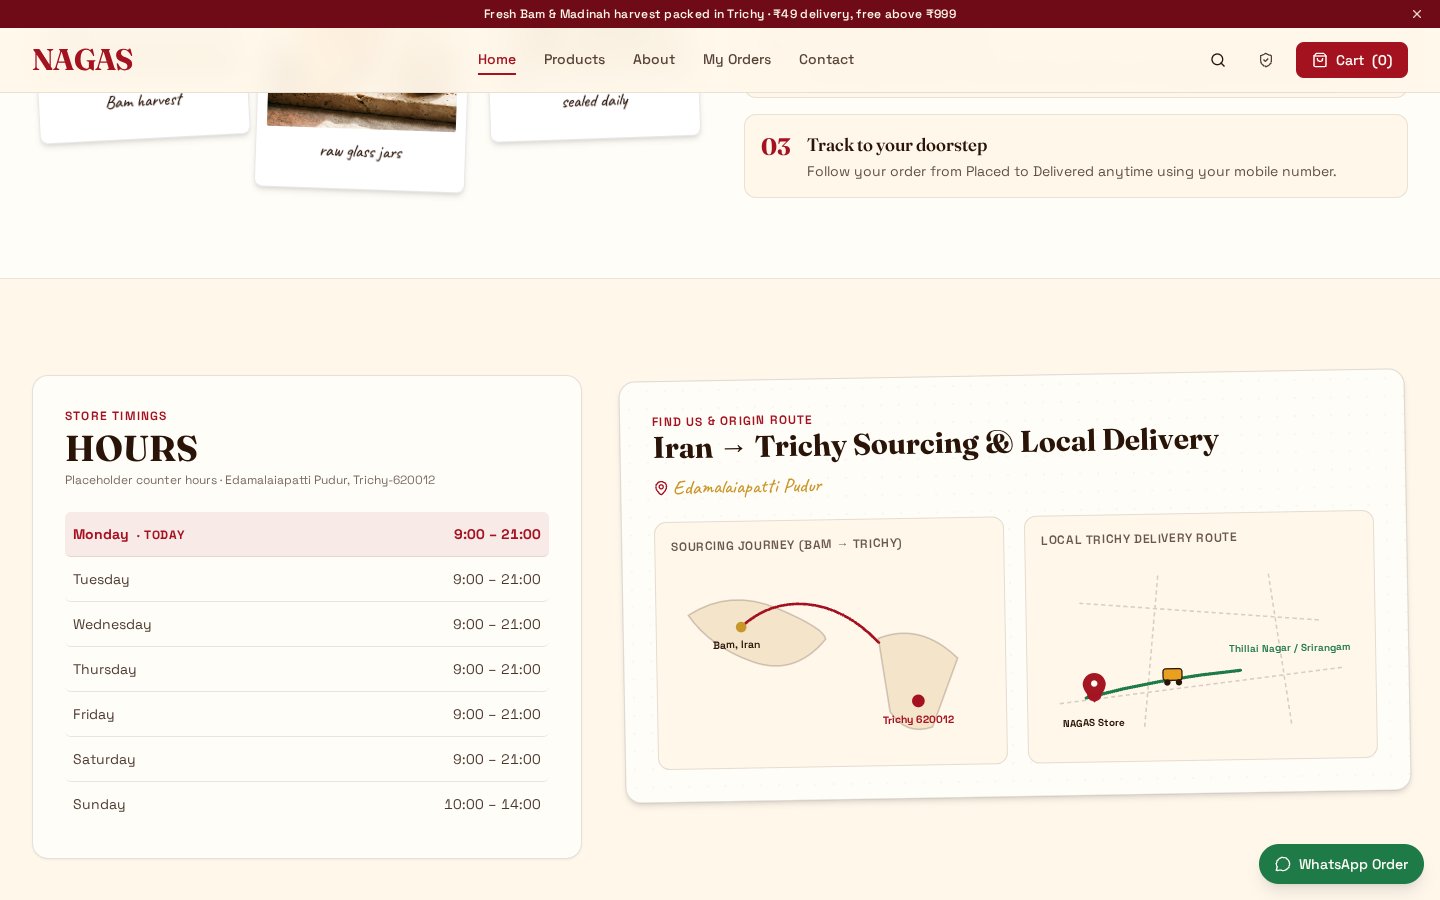 Fresh Bam & Madinah harvest packed in Trichy · ₹49 delivery, free above ₹999
NAGAS
Home
Products
About
My Orders
Contact
Cart (0)
Bam harvest
raw glass jars
sealed daily
03
Track to your doorstep
Follow your order from Placed to Delivered anytime using your mobile number.
STORE TIMINGS
HOURS
Placeholder counter hours · Edamalaiapatti Pudur, Trichy-620012
Monday · TODAY 9:00 – 21:00
Tuesday 9:00 – 21:00
Wednesday 9:00 – 21:00
Thursday 9:00 – 21:00
Friday 9:00 – 21:00
Saturday 9:00 – 21:00
Sunday 10:00 – 14:00
FIND US & ORIGIN ROUTE
Iran → Trichy Sourcing & Local Delivery
Edamalaiapatti Pudur
SOURCING JOURNEY (BAM → TRICHY)
Bam, Iran
Trichy 620012
LOCAL TRICHY DELIVERY ROUTE
Thillai Nagar / Srirangam
NAGAS Store
WhatsApp Order